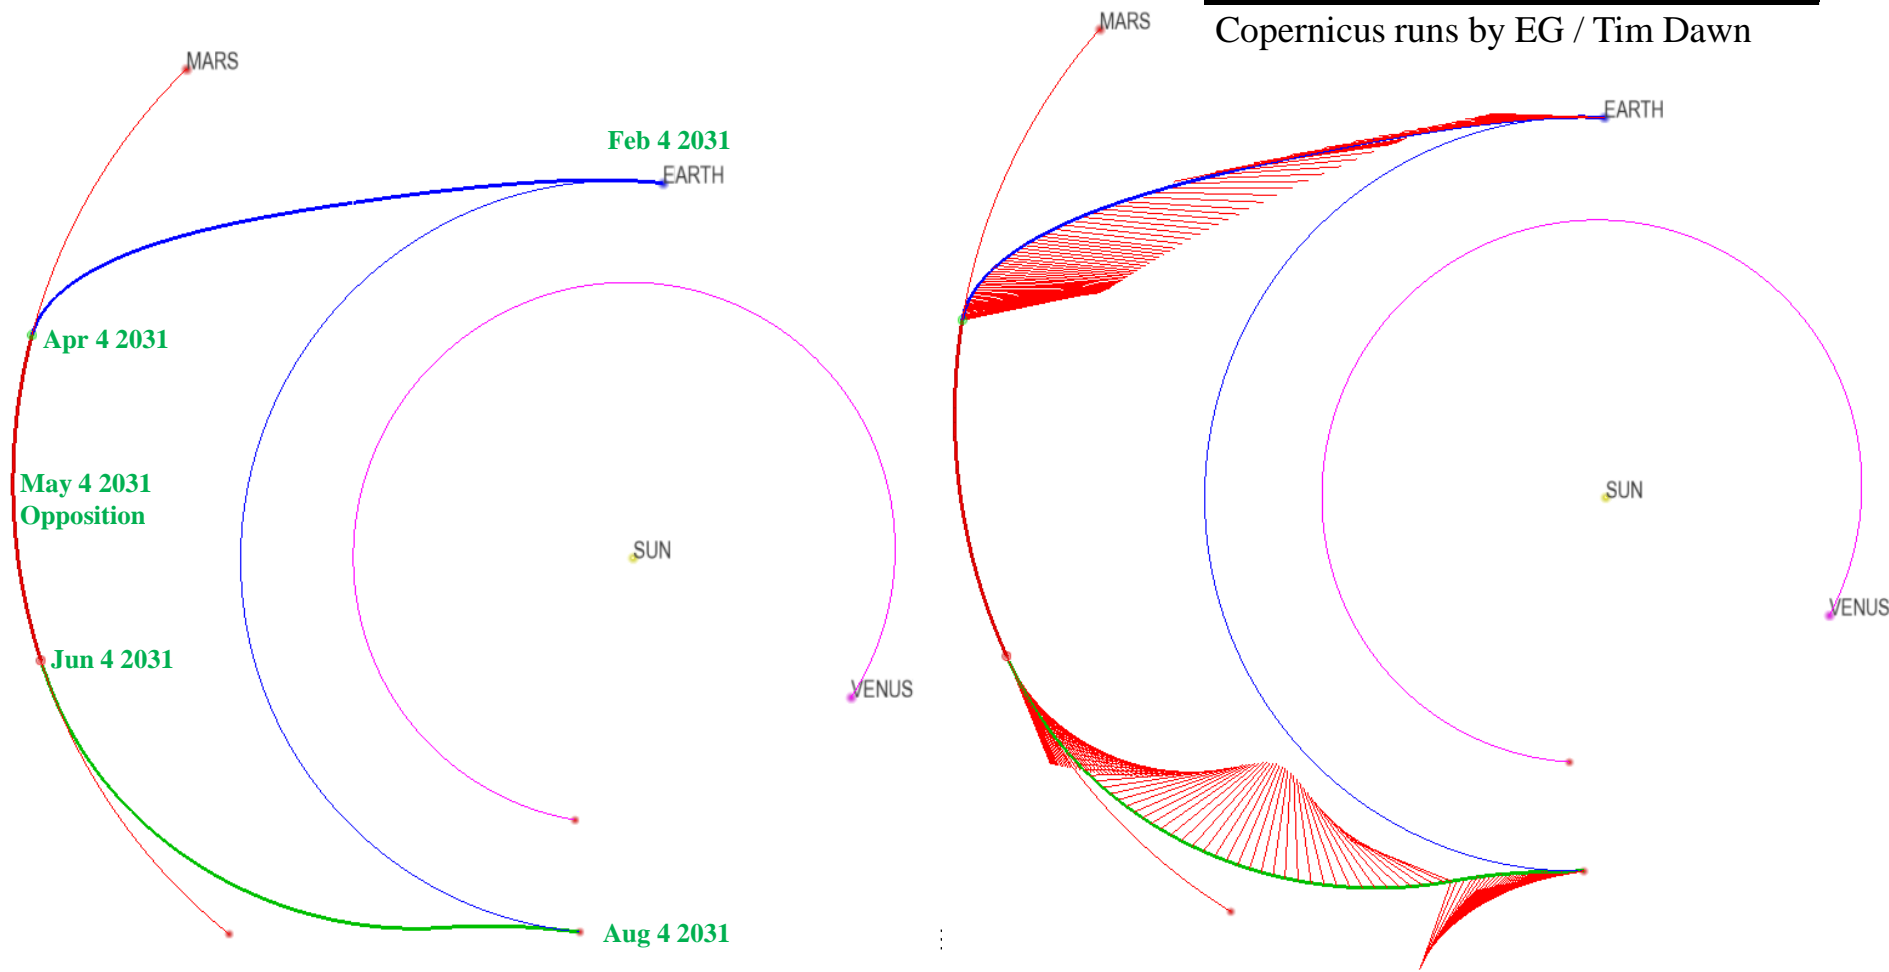 Copernicus runs by EG / Tim Dawn
MARS
Feb 4 2031
EARTH
Apr 4 2031
May 4 2031
Opposition
SUN
Jun 4 2031
VENUS
Aug 4 2031
MARS
EARTH
SUN
VENUS